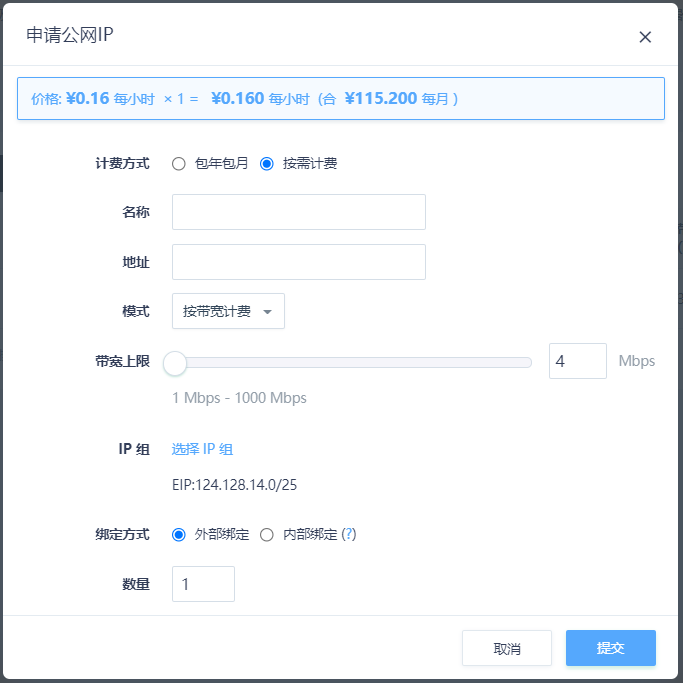 申请公网IP
价格: ¥0.16 每小时 × 1 = ¥0.160 每小时 (合 ¥115.200 每月 )
计费方式 包年包月 按需计费
名称
地址
模式 按带宽计费
带宽上限 4 Mbps
1 Mbps - 1000 Mbps
IP 组 选择 IP 组
EIP:124.128.14.0/25
绑定方式 外部绑定 内部绑定 (?)
数量 1
取消 提交